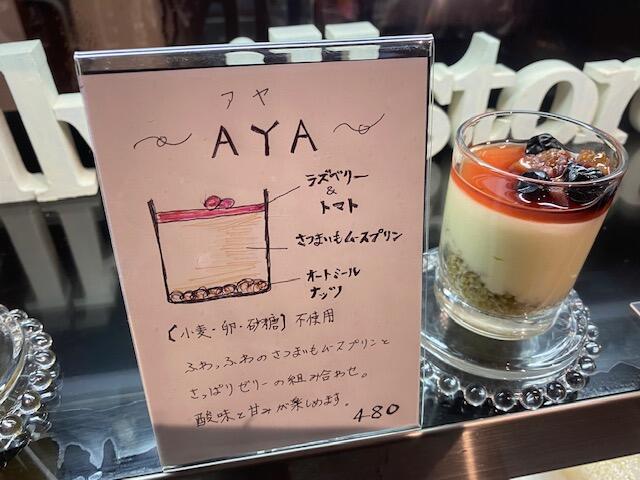 アヤ
AYA
ラズベリー
&
トマト
さつまいもムースプリン
オートミール
ナッツ
【小麦・卵・砂糖】不使用
ふわっふわのさつまいもムースプリンと
さっぱりゼリーの組み合わせ。
酸味と甘みが楽しめます。
480